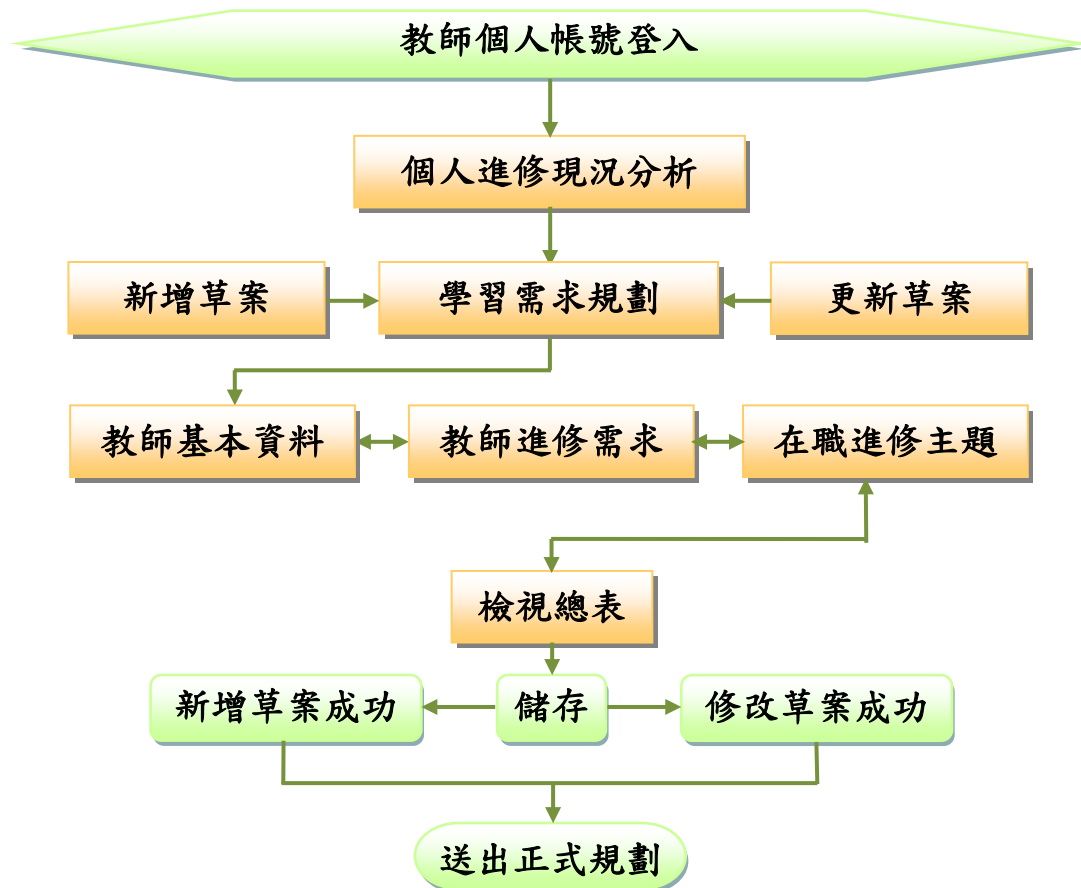 教師個人帳號登入
個人進修現況分析
新增草案
學習需求規劃
更新草案
教師基本資料
教師進修需求
在職進修主題
檢視總表
新增草案成功
儲存
修改草案成功
送出正式規劃